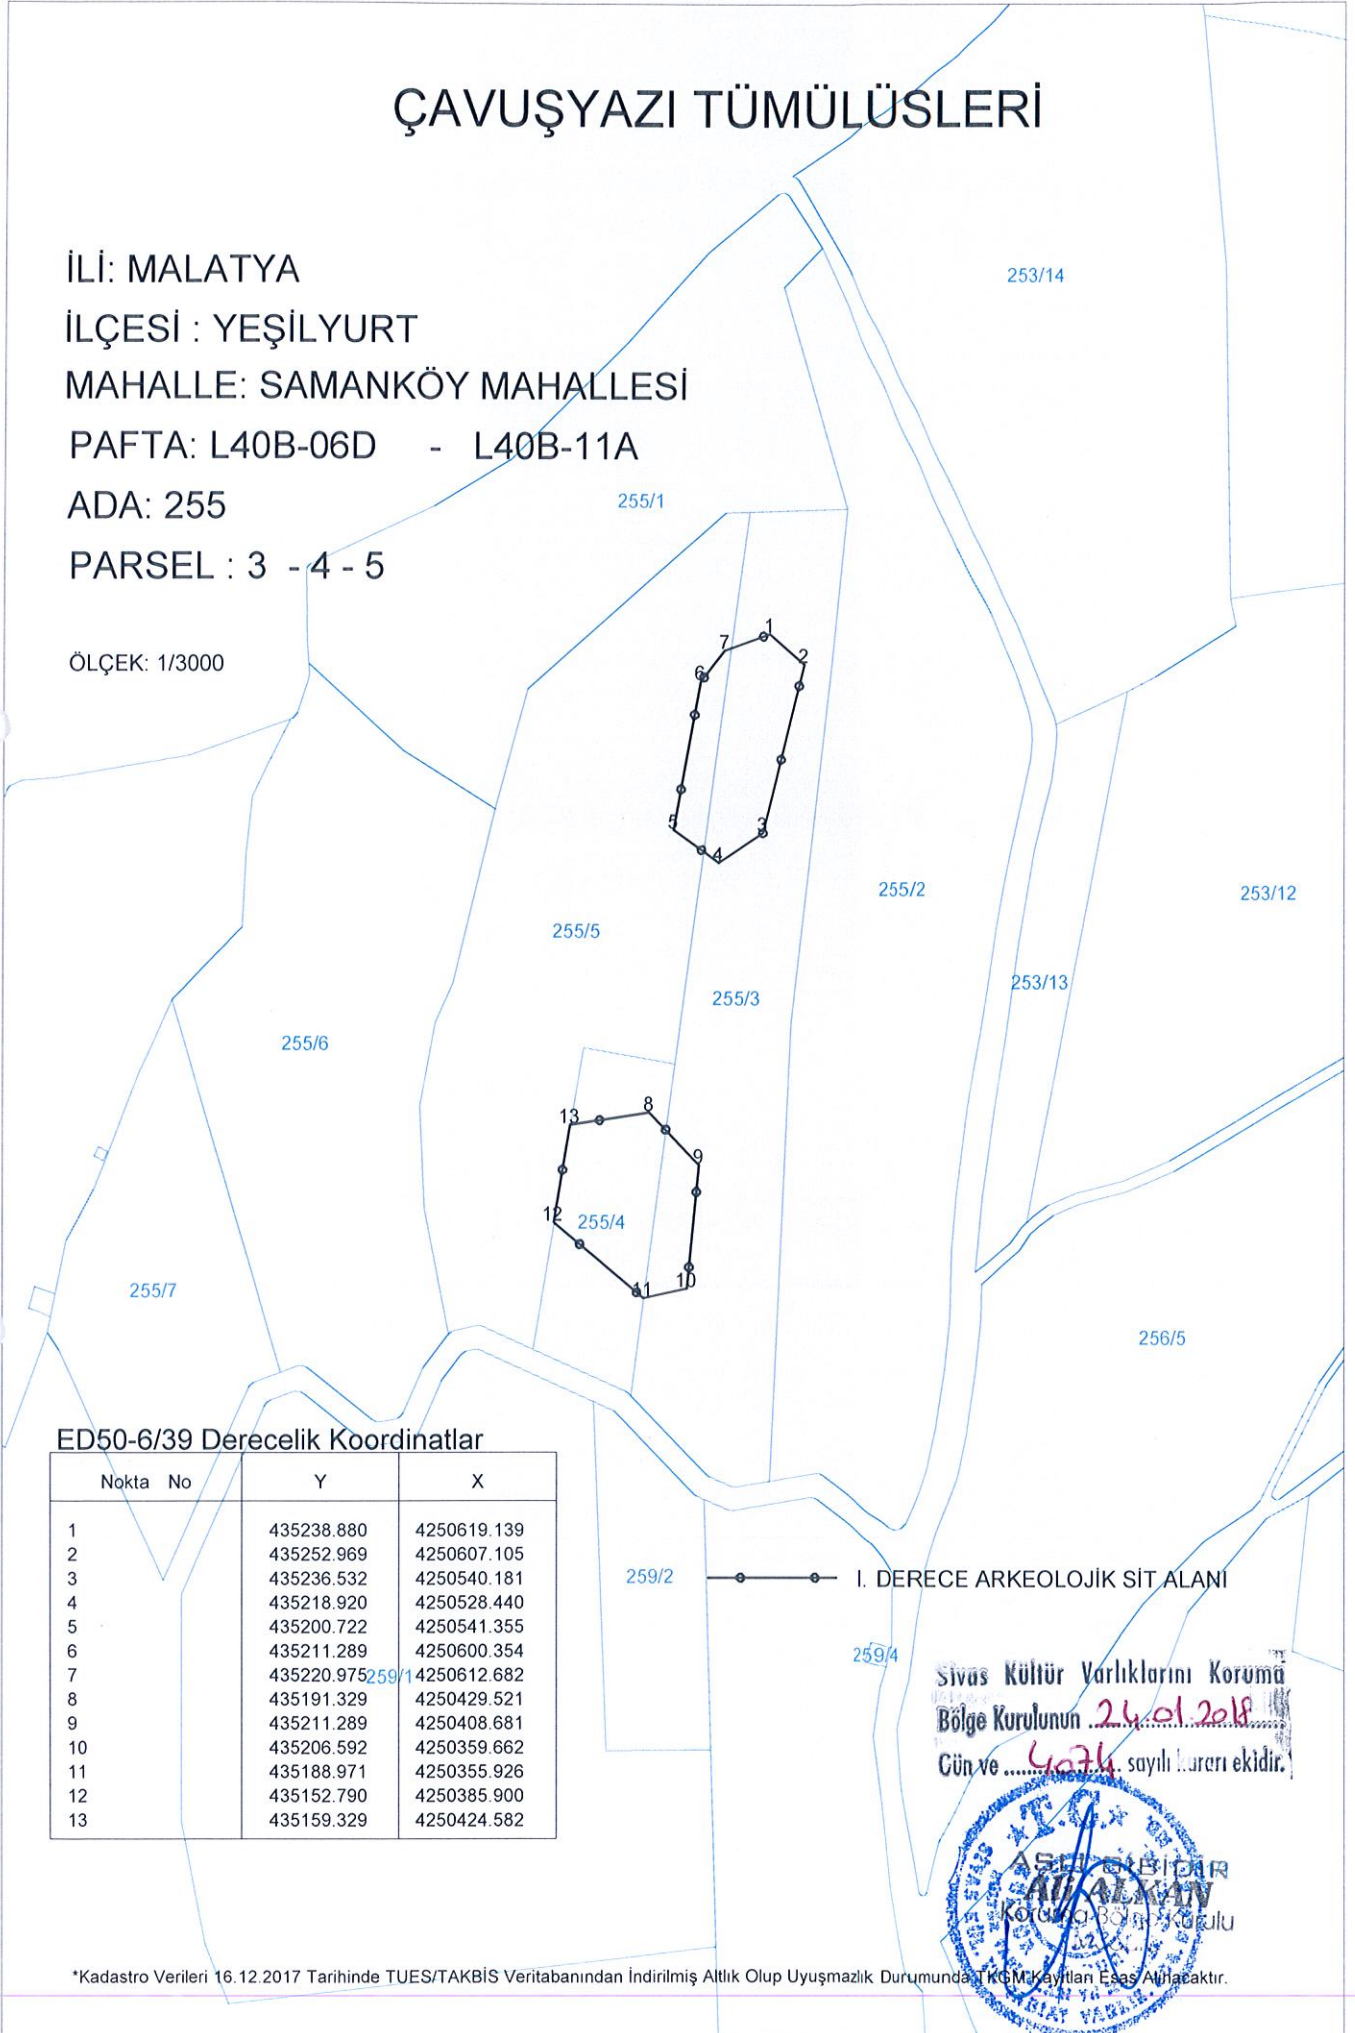 ÇAVUŞYAZI TÜMÜLÜSLERİ
İLİ: MALATYA
İLÇESİ : YEŞİLYURT
MAHALLE: SAMANKÖY MAHALLESİ
PAFTA: L40B-06D - L40B-11A
ADA: 255
PARSEL : 3 - 4 - 5
ÖLÇEK: 1/3000
253/14
255/1
1
7
2
6
5
3
4
255/2
253/12
255/5
253/13
255/3
255/6
8
13
9
12
255/4
10
11
255/7
256/5
ED50-6/39 Derecelik Koordinatlar
Nokta No Y X
1 435238.880 4250619.139
2 435252.969 4250607.105
3 435236.532 4250540.181
4 435218.920 4250528.440
5 435200.722 4250541.355
6 435211.289 4250600.354
7 435220.975 4250612.682
8 435191.329 4250429.521
9 435211.289 4250408.681
10 435206.592 4250359.662
11 435188.971 4250355.926
12 435152.790 4250385.900
13 435159.329 4250424.582
259/1
259/2
I. DERECE ARKEOLOJİK SİT ALANI
259/4
Sivas Kültür Varlıklarını Koruma
Bölge Kurulunun 24.01.2018
Gün ve 4074 sayılı kararı ekidir.
T.C.
ASLI GİBİDİR
Ali ALKAN
Koruma Bölge Kurulu
*Kadastro Verileri 16.12.2017 Tarihinde TUES/TAKBİS Veritabanından İndirilmiş Altlık Olup Uyuşmazlık Durumunda TKGM Kayıtları Esas Alınacaktır.